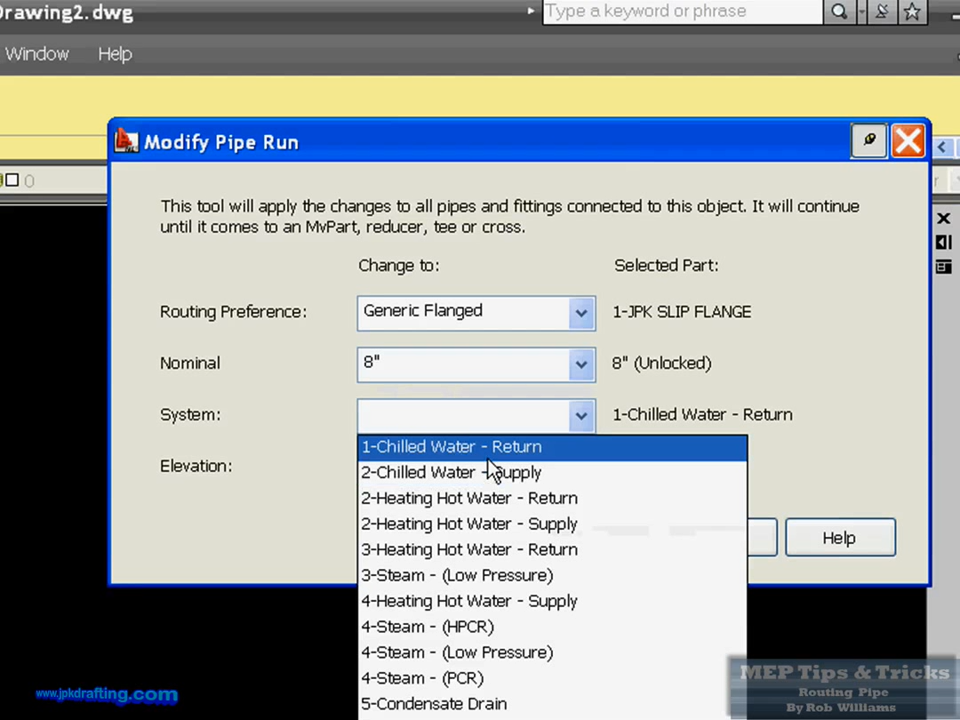 Drawing2.dwg
Type a keyword or phrase
Window Help
Modify Pipe Run
This tool will apply the changes to all pipes and fittings connected to this object. It will continue
until it comes to an MvPart, reducer, tee or cross.
Change to: Selected Part:
Routing Preference: Generic Flanged 1-JPK SLIP FLANGE
Nominal 8" 8" (Unlocked)
System: 1-Chilled Water - Return
1-Chilled Water - Return
Elevation:
2-Chilled Water - Supply
2-Heating Hot Water - Return
2-Heating Hot Water - Supply
Help
3-Heating Hot Water - Return
3-Steam - (Low Pressure)
4-Heating Hot Water - Supply
4-Steam - (HPCR)
4-Steam - (Low Pressure)
4-Steam - (PCR)
5-Condensate Drain
www.jpkdrafting.com
MEP Tips & Tricks
Routing Pipe
By Rob Williams